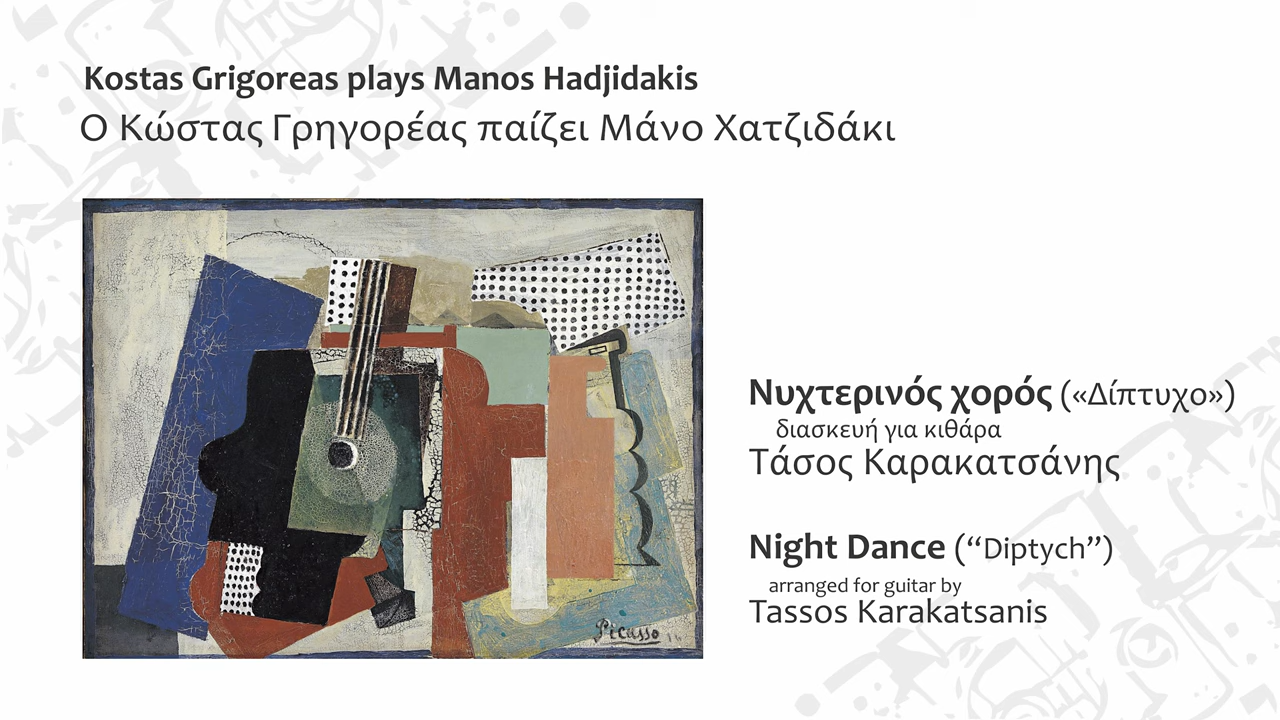 Kostas Grigoreas plays Manos Hadjidakis
Ο Κώστας Γρηγορέας παίζει Μάνο Χατζιδάκι
Νυχτερινός χορός («Δίπτυχο»)
διασκευή για κιθάρα
Τάσος Καρακατσάνης
Night Dance (“Diptych”)
arranged for guitar by
Tassos Karakatsanis
Picasso